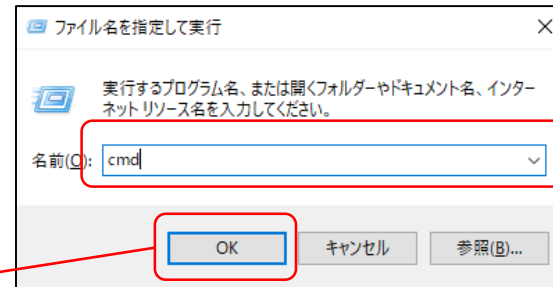 ファイル名を指定して実行
実行するプログラム名、または開くフォルダーやドキュメント名、インター
ネット リソース名を入力してください。
名前(O): cmd
OK キャンセル 参照(B)...